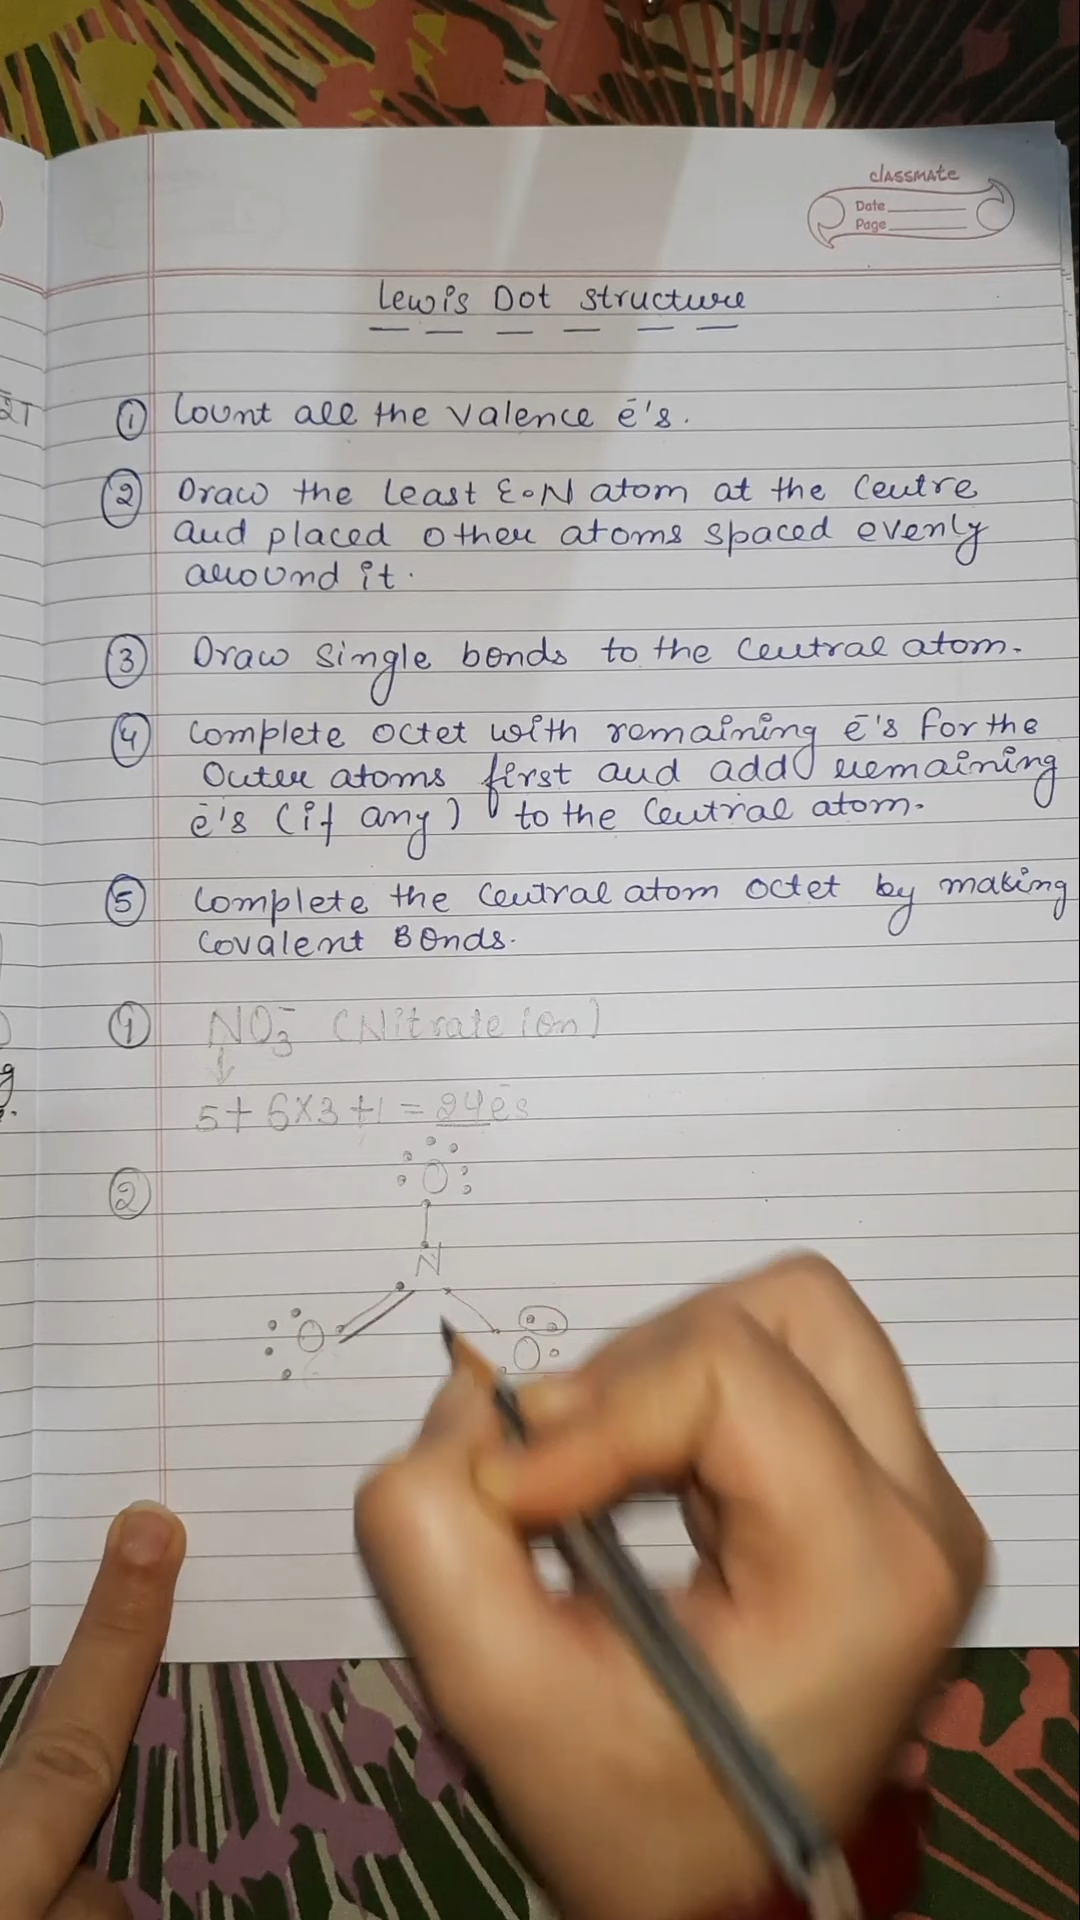 classmate
Date
Page
Lewis Dot structure
① Count all the valence ē's.
② Draw the least E.N atom at the centre
and placed other atoms spaced evenly
around it.
③ Draw single bonds to the central atom.
④ Complete octet with remaining ē's for the
outer atoms first and add remaining
ē's (if any) to the central atom.
⑤ Complete the central atom octet by making
covalent Bonds.
① NO₃⁻ (Nitrate ion)
↓
5+ 6×3 +1 = 24ēs
②
O
N
O O